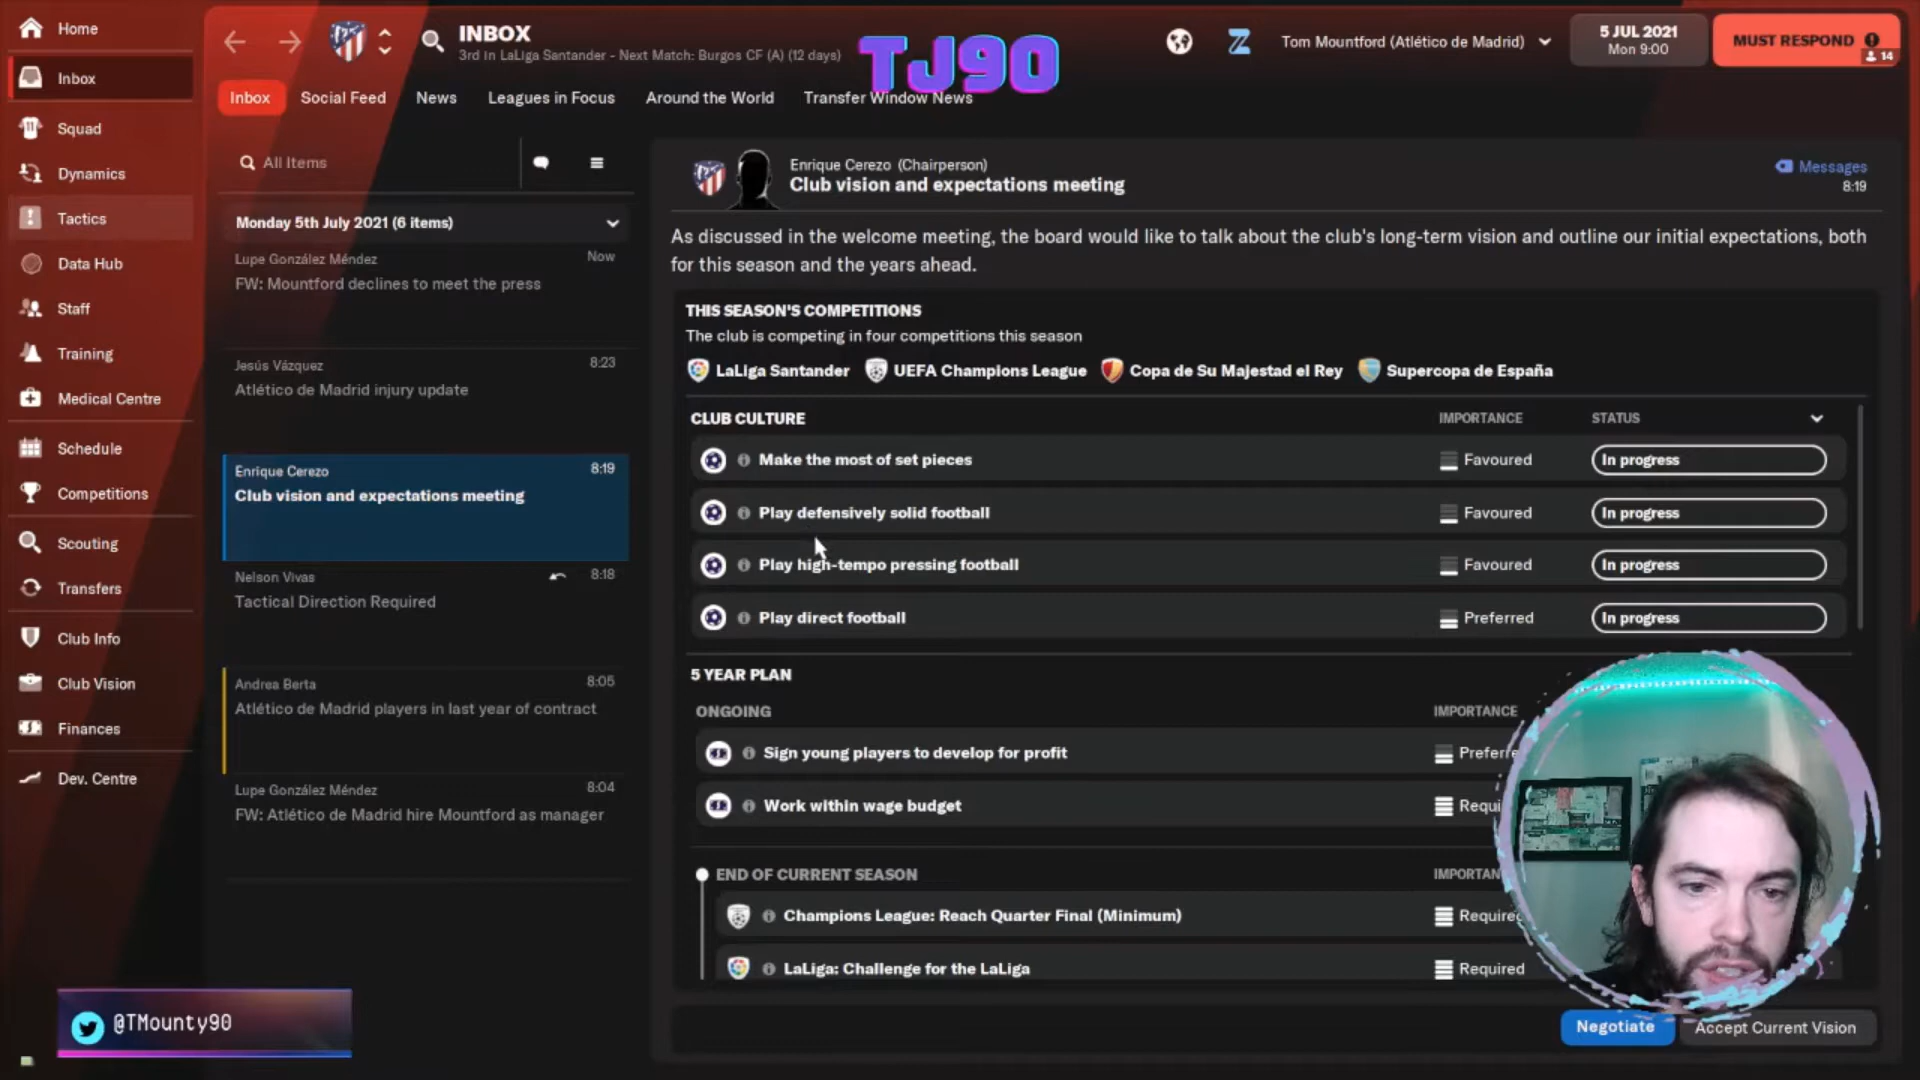 Home
Inbox
Squad
Dynamics
Tactics
Data Hub
Staff
Training
Medical Centre
Schedule
Competitions
Scouting
Transfers
Club Info
Club Vision
Finances
Dev. Centre
@TMounty90
INBOX
3rd in LaLiga Santander - Next Match: Burgos CF (A) (12 days)
TJ90
Tom Mountford (Atlético de Madrid)
5 JUL 2021
Mon 9:00
MUST RESPOND
14
Inbox Social Feed News Leagues in Focus Around the World Transfer Window News
All Items
Monday 5th July 2021 (6 items)
Lupe González Méndez Now
FW: Mountford declines to meet the press
Jesús Vázquez 8:23
Atlético de Madrid injury update
Enrique Cerezo 8:19
Club vision and expectations meeting
Nelson Vivas 8:18
Tactical Direction Required
Andrea Berta 8:05
Atlético de Madrid players in last year of contract
Lupe González Méndez 8:04
FW: Atlético de Madrid hire Mountford as manager
Enrique Cerezo (Chairperson)
Club vision and expectations meeting
Messages
8:19
As discussed in the welcome meeting, the board would like to talk about the club's long-term vision and outline our initial expectations, both
for this season and the years ahead.
THIS SEASON'S COMPETITIONS
The club is competing in four competitions this season
LaLiga Santander UEFA Champions League Copa de Su Majestad el Rey Supercopa de España
CLUB CULTURE IMPORTANCE STATUS
Make the most of set pieces Favoured In progress
Play defensively solid football Favoured In progress
Play high-tempo pressing football Favoured In progress
Play direct football Preferred In progress
5 YEAR PLAN
ONGOING IMPORTANCE
Sign young players to develop for profit
Work within wage budget
END OF CURRENT SEASON
Champions League: Reach Quarter Final (Minimum)
LaLiga: Challenge for the LaLiga Required
Negotiate Accept Current Vision